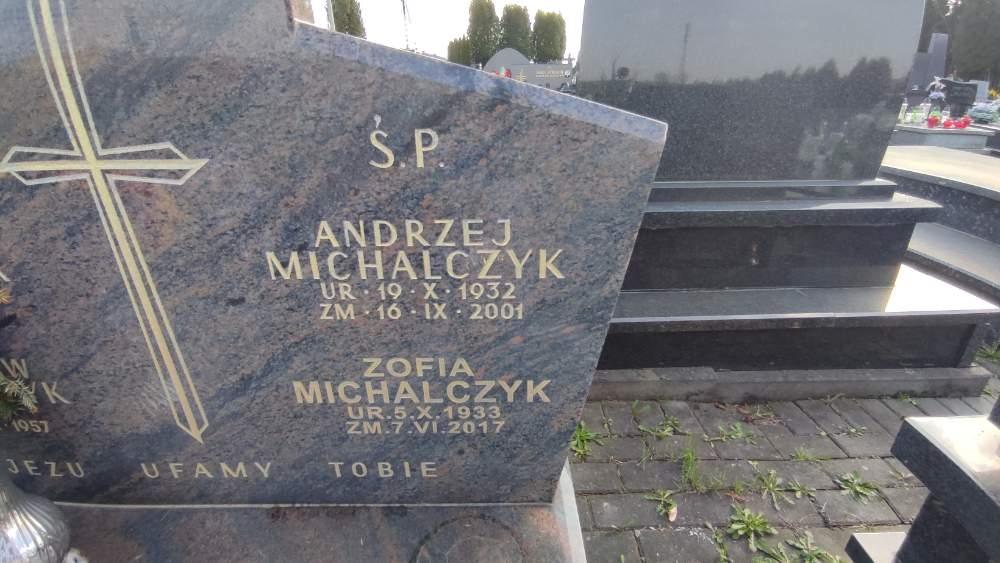 Ś.P.
ANDRZEJ
MICHALCZYK
UR · 19 · X · 1932
ZM · 16 · IX · 2001
ZOFIA
MICHALCZYK
UR.5.X.1933
ZM.7.VI.2017
1957
JEZU UFAMY TOBIE